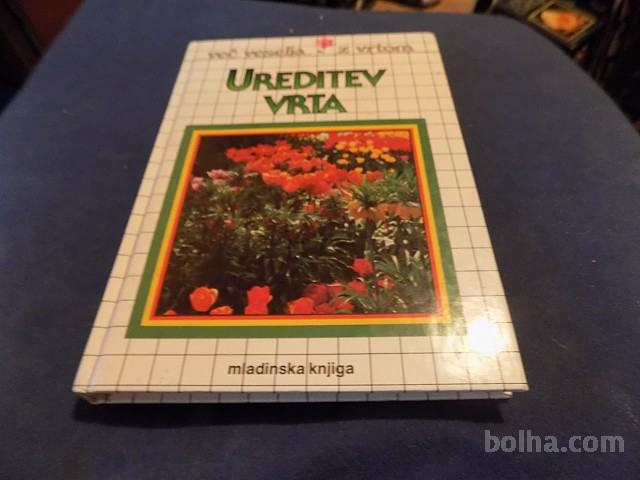 več veselja z vrtom
UREDITEV
VRTA
mladinska knjiga
bolha.com